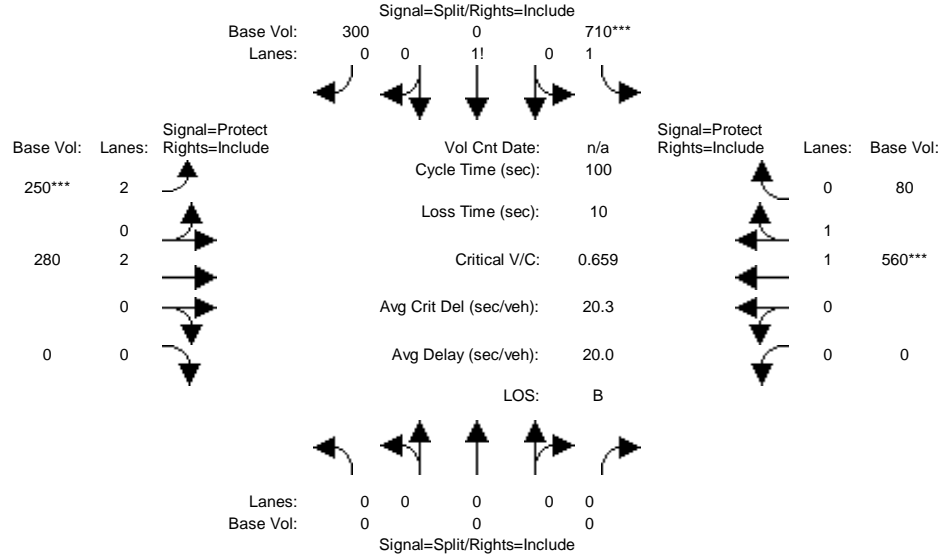 Signal=Split/Rights=Include
Base Vol: 300 0 710***
Lanes: 0 0 1! 0 1
Signal=Protect Signal=Protect
Base Vol: Lanes: Rights=Include Vol Cnt Date: n/a Rights=Include Lanes: Base Vol:
Cycle Time (sec): 100
250*** 2 0 80
Loss Time (sec): 10
0 1
280 2 Critical V/C: 0.659 1 560***
0 Avg Crit Del (sec/veh): 20.3 0
0 0 Avg Delay (sec/veh): 20.0 0 0
LOS: B
Lanes: 0 0 0 0 0
Base Vol: 0 0 0
Signal=Split/Rights=Include